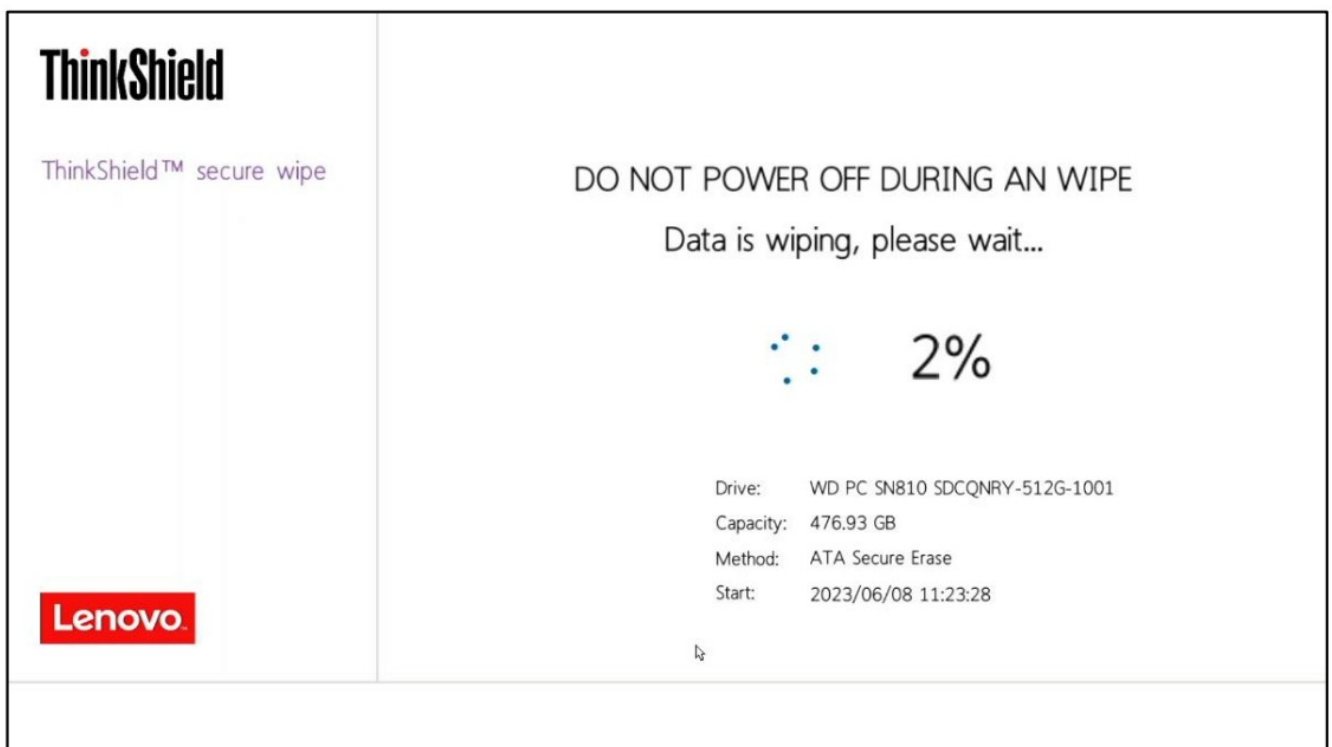 ThinkShield
ThinkShield™ secure wipe
DO NOT POWER OFF DURING AN WIPE
Data is wiping, please wait...
2%
Drive: WD PC SN810 SDCQNRY-512G-1001
Capacity: 476.93 GB
Method: ATA Secure Erase
Start: 2023/06/08 11:23:28
Lenovo.